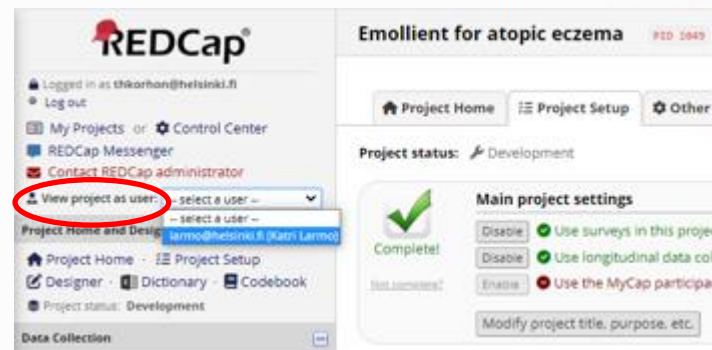 REDCap
Logged in as thkorhon@helsinki.fi
Log out
My Projects or Control Center
REDCap Messenger
Contact REDCap administrator
View project as user: -- select a user --
-- select a user --
larmo@helsinki.fi (Katri Larmo)
Project Home and Desig
Project Home · Project Setup
Designer · Dictionary · Codebook
Project status: Development
Data Collection
Emollient for atopic eczema PID 1049
Project Home Project Setup Other
Project status: Development
Main project settings
Complete!
Not complete?
Disable Use surveys in this projec
Disable Use longitudinal data col
Enable Use the MyCap participa
Modify project title, purpose, etc.